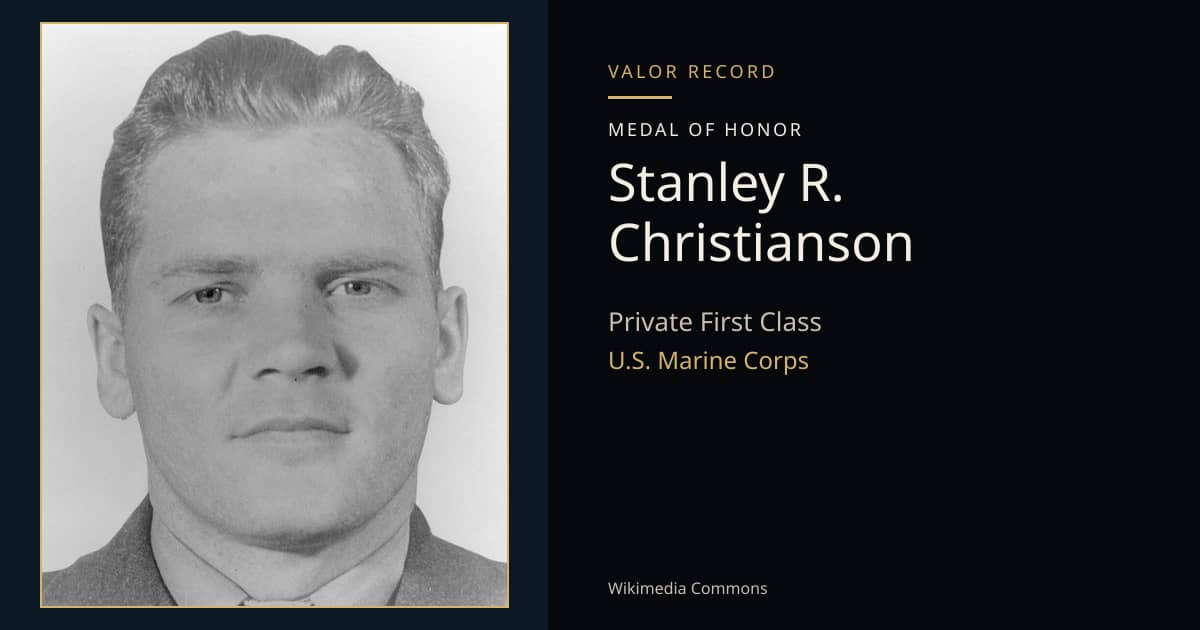 VALOR RECORD
MEDAL OF HONOR
Stanley R.
Christianson
Private First Class
U.S. Marine Corps
Wikimedia Commons